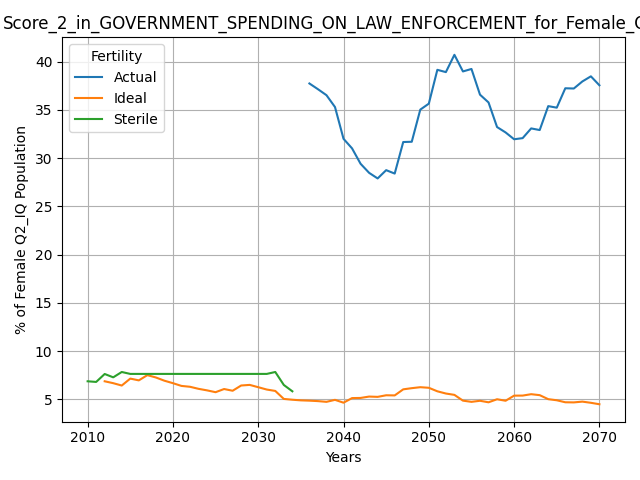 Score_2_in_GOVERNMENT_SPENDING_ON_LAW_ENFORCEMENT_for_Female_
Fertility
Actual
Ideal
Sterile
% of Female Q2_IQ Population
40
35
30
25
20
15
10
5
2010 2020 2030 2040 2050 2060 2070
Years